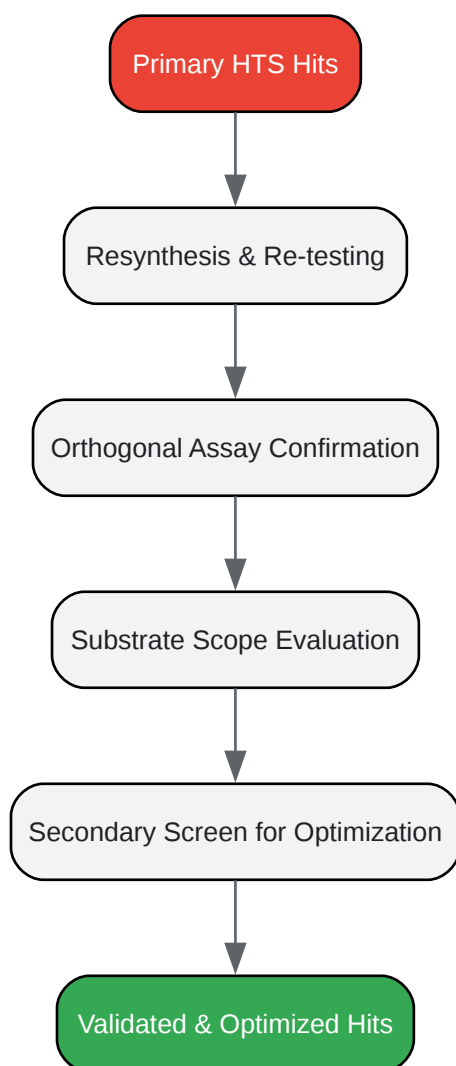 Primary HTS Hits
Resynthesis & Re-testing
Orthogonal Assay Confirmation
Substrate Scope Evaluation
Secondary Screen for Optimization
Validated & Optimized Hits